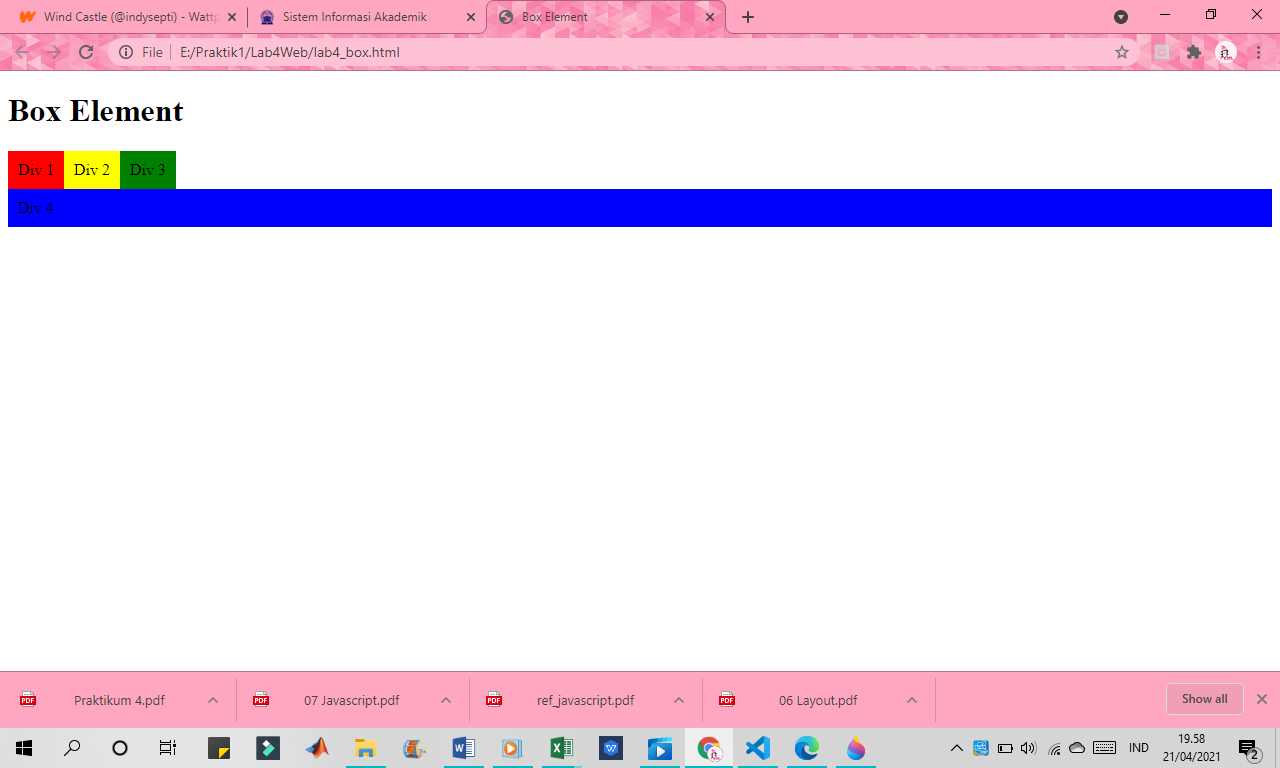 Wind Castle (@indysepti) - Wattp
Sistem Informasi Akademik
Box Element
File
E:/Praktik1/Lab4Web/lab4_box.html
Box Element
Div 1 Div 2 Div 3
Div 4
PDF Praktikum 4.pdf
PDF 07 Javascript.pdf
PDF ref_javascript.pdf
PDF 06 Layout.pdf
Show all
IND
19.58
21/04/2021
2